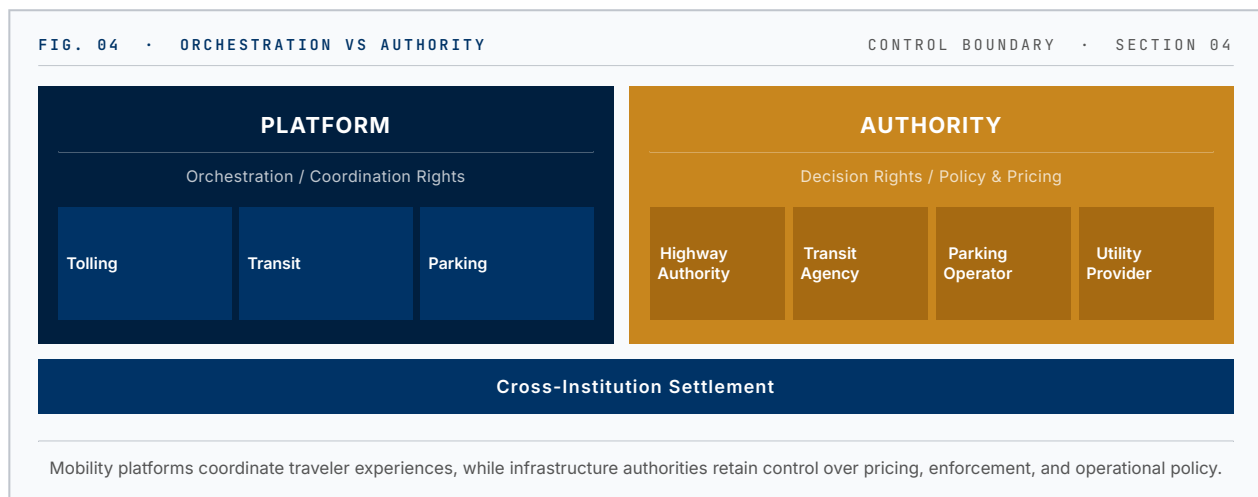 FIG. 04 · ORCHESTRATION VS AUTHORITY
CONTROL BOUNDARY · SECTION 04
PLATFORM
Orchestration / Coordination Rights
Tolling
Transit
Parking
AUTHORITY
Decision Rights / Policy & Pricing
Highway
Authority
Transit
Agency
Parking
Operator
Utility
Provider
Cross-Institution Settlement
Mobility platforms coordinate traveler experiences, while infrastructure authorities retain control over pricing, enforcement, and operational policy.